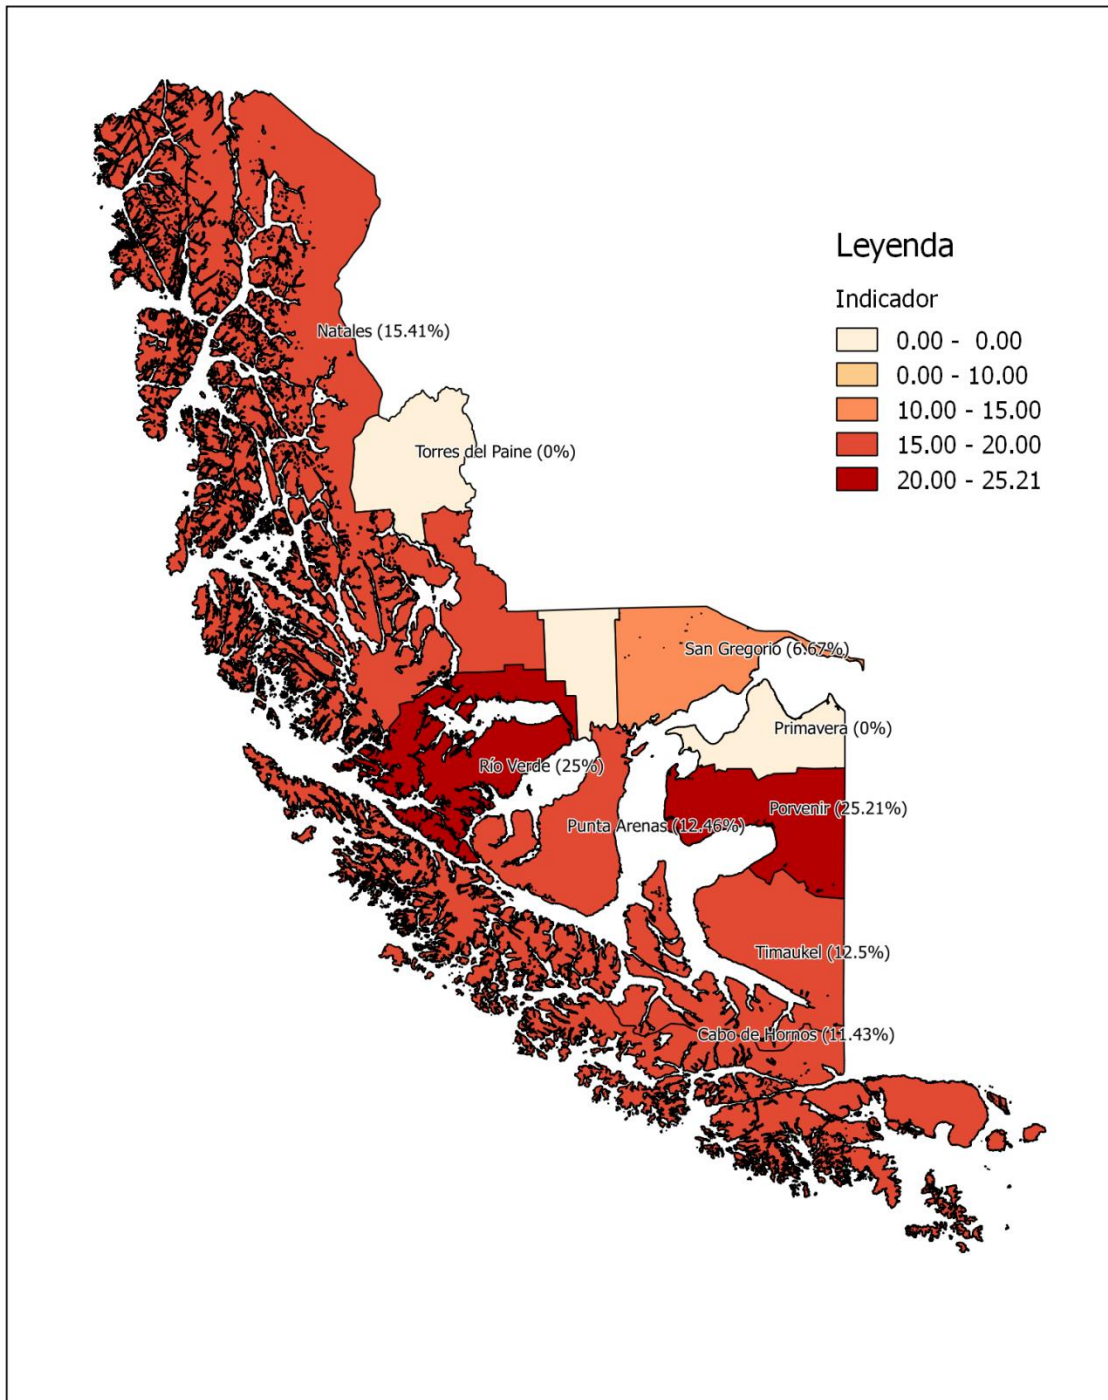 Leyenda
Indicador
0.00 - 0.00
0.00 - 10.00
10.00 - 15.00
15.00 - 20.00
20.00 - 25.21
Natales (15.41%)
Torres del Paine (0%)
San Gregorio (6.67%)
Primavera (0%)
Río Verde (25%)
Porvenir (25.21%)
Punta Arenas (12.46%)
Timaukel (12.5%)
Cabo de Hornos (11.43%)